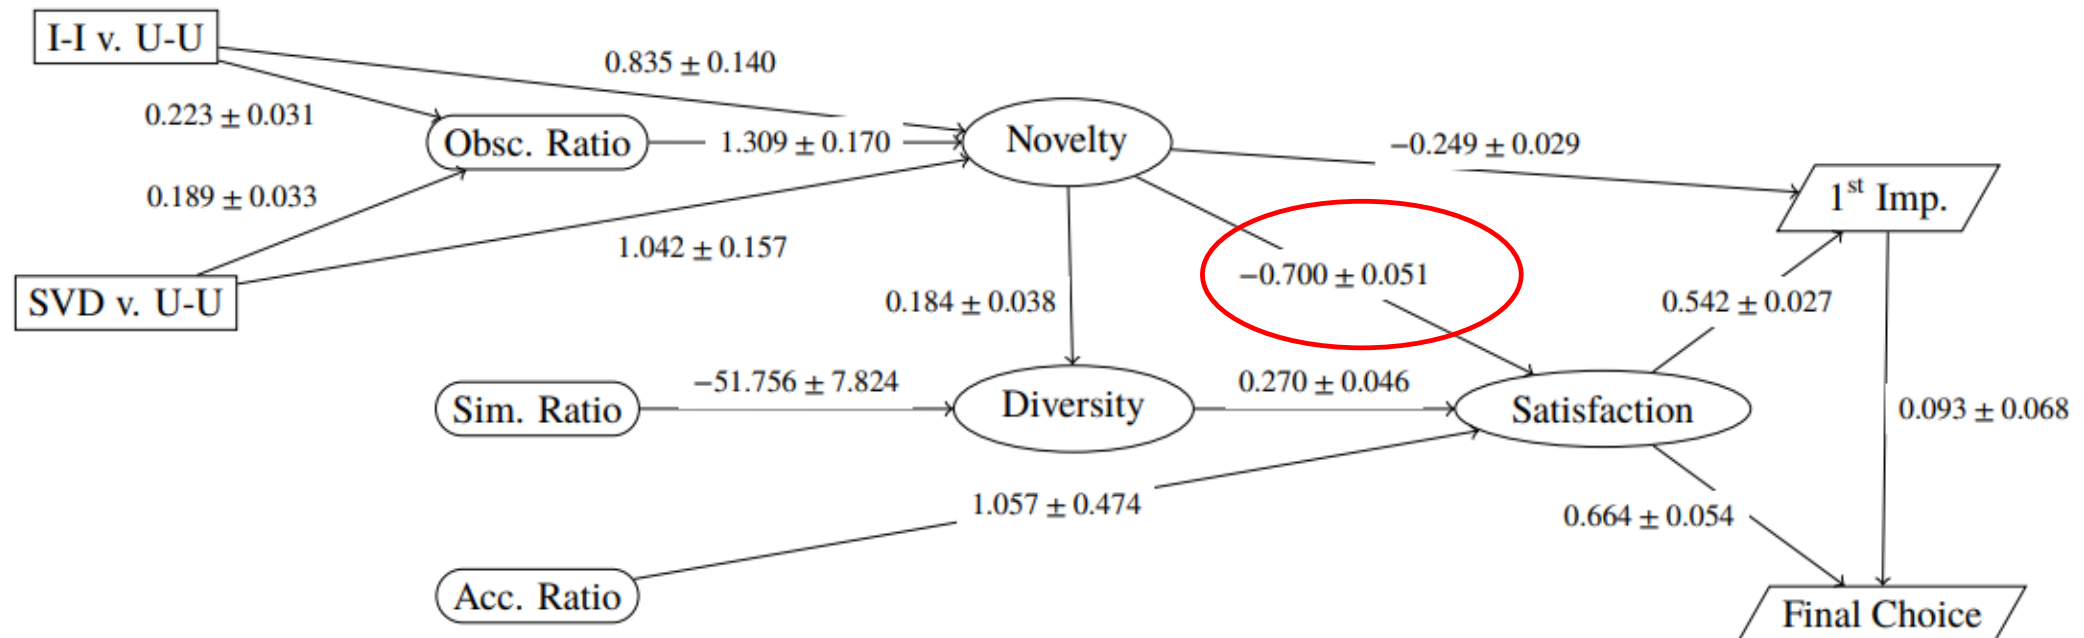 I-I v. U-U
0.835 ± 0.140
0.223 ± 0.031
Obsc. Ratio
1.309 ± 0.170
Novelty
−0.249 ± 0.029
1st Imp.
0.189 ± 0.033
1.042 ± 0.157
−0.700 ± 0.051
SVD v. U-U
0.184 ± 0.038
0.542 ± 0.027
Sim. Ratio
−51.756 ± 7.824
Diversity
0.270 ± 0.046
Satisfaction
0.093 ± 0.068
1.057 ± 0.474
0.664 ± 0.054
Acc. Ratio
Final Choice